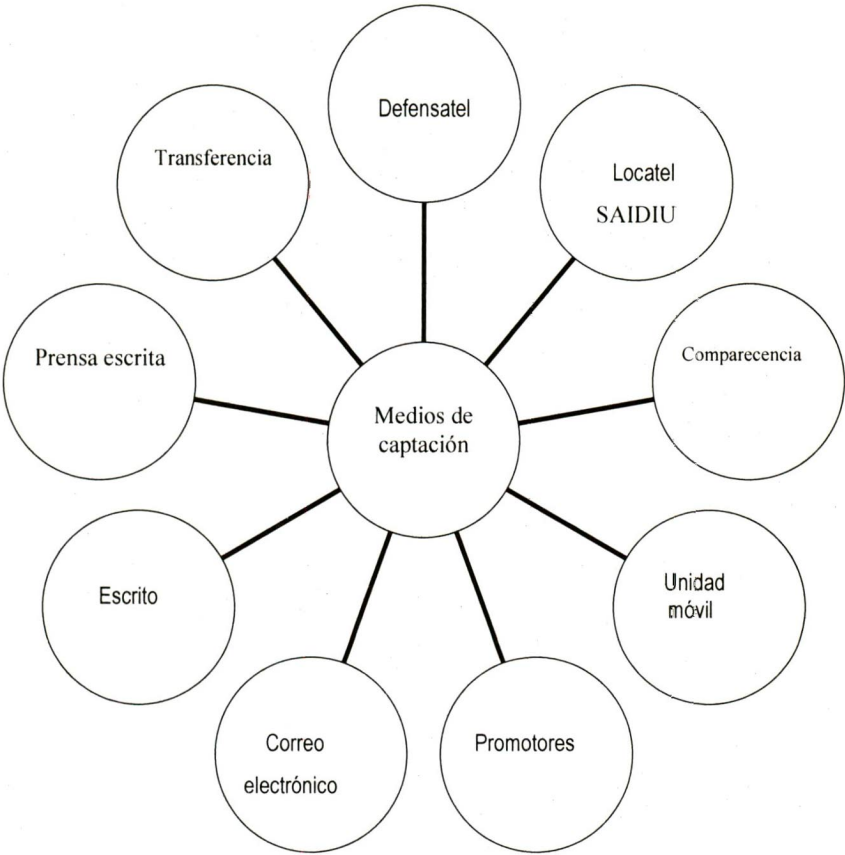 Defensatel
Transferencia
Locatel
SAIDIU
Prensa escrita
Comparecencia
Medios de
captación
Escrito
Unidad
móvil
Correo
electrónico
Promotores